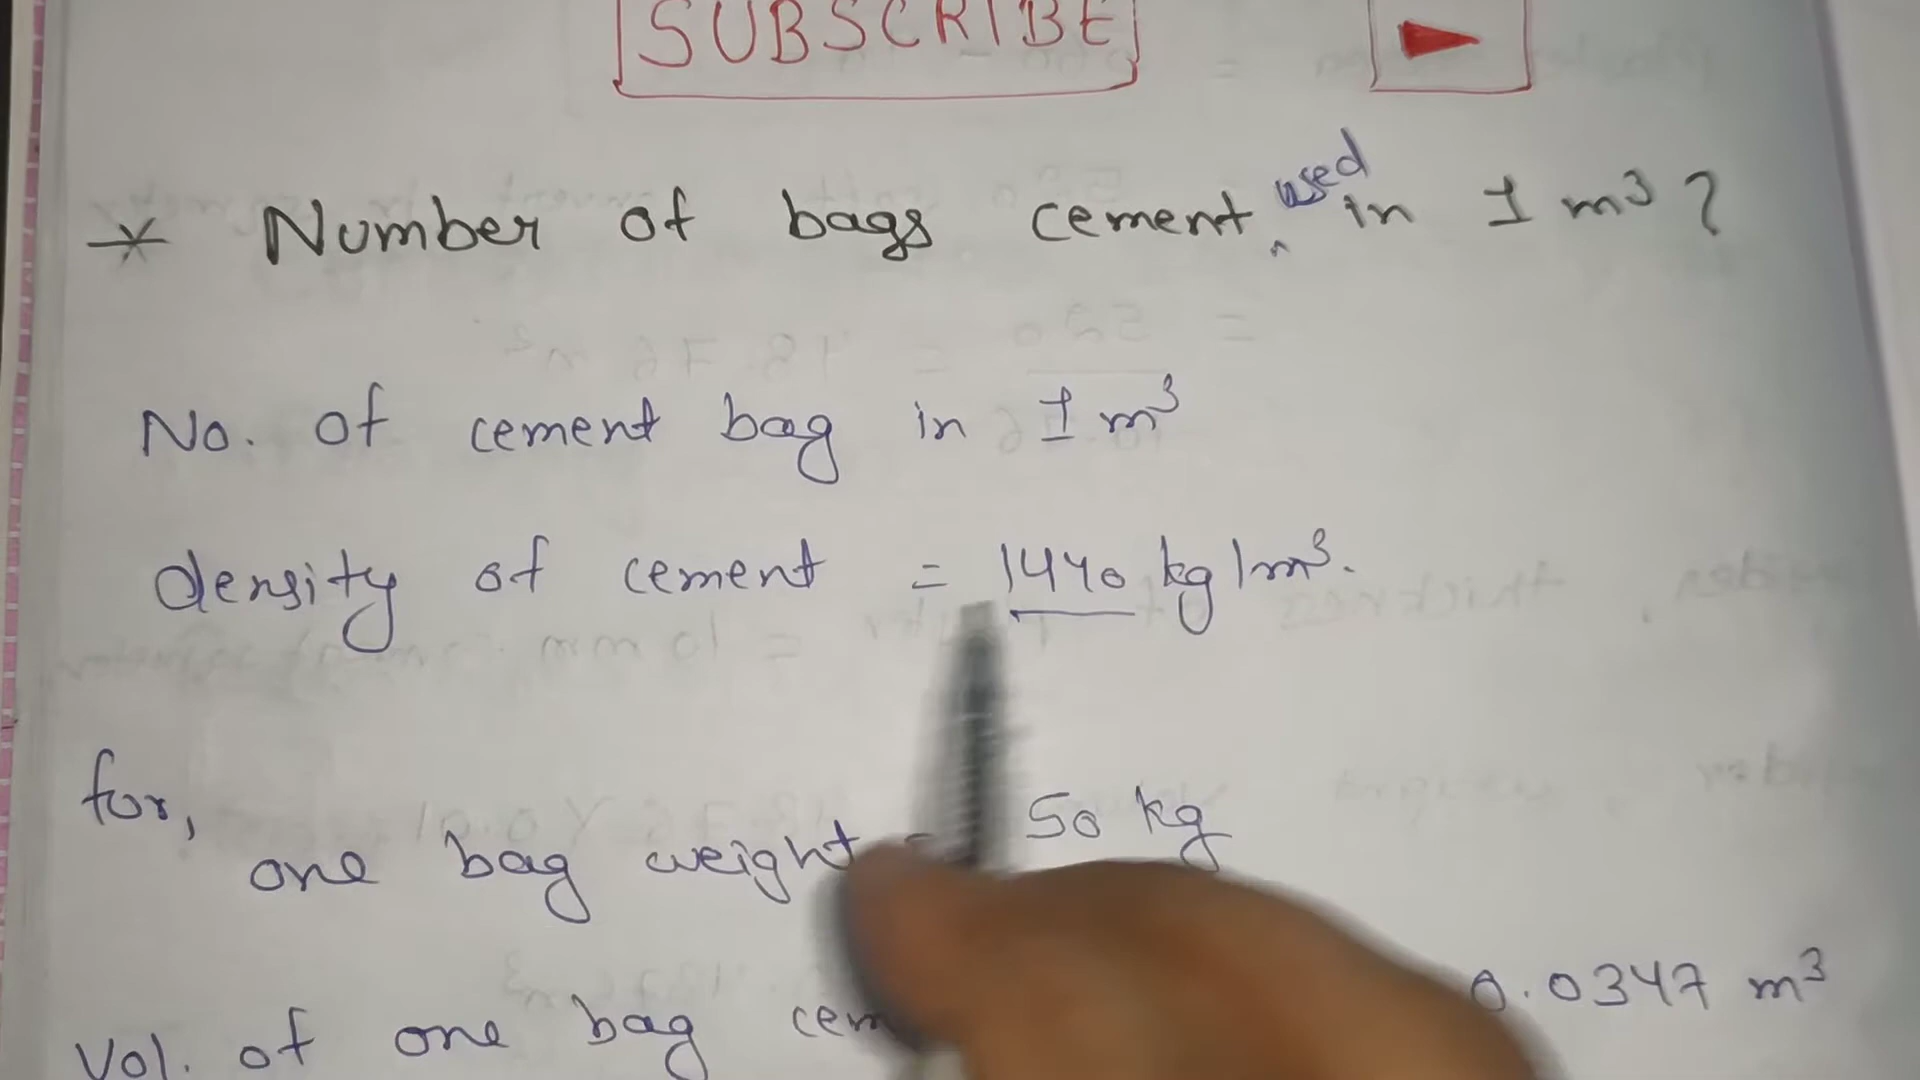 SUBSCRIBE
* Number of bags cement used in 1 m³?
No. of cement bag in 1 m³
density of cement = 1440 kg/m³.
for,
one bag weight = 50 kg
Vol. of one bag 0.0347 m³